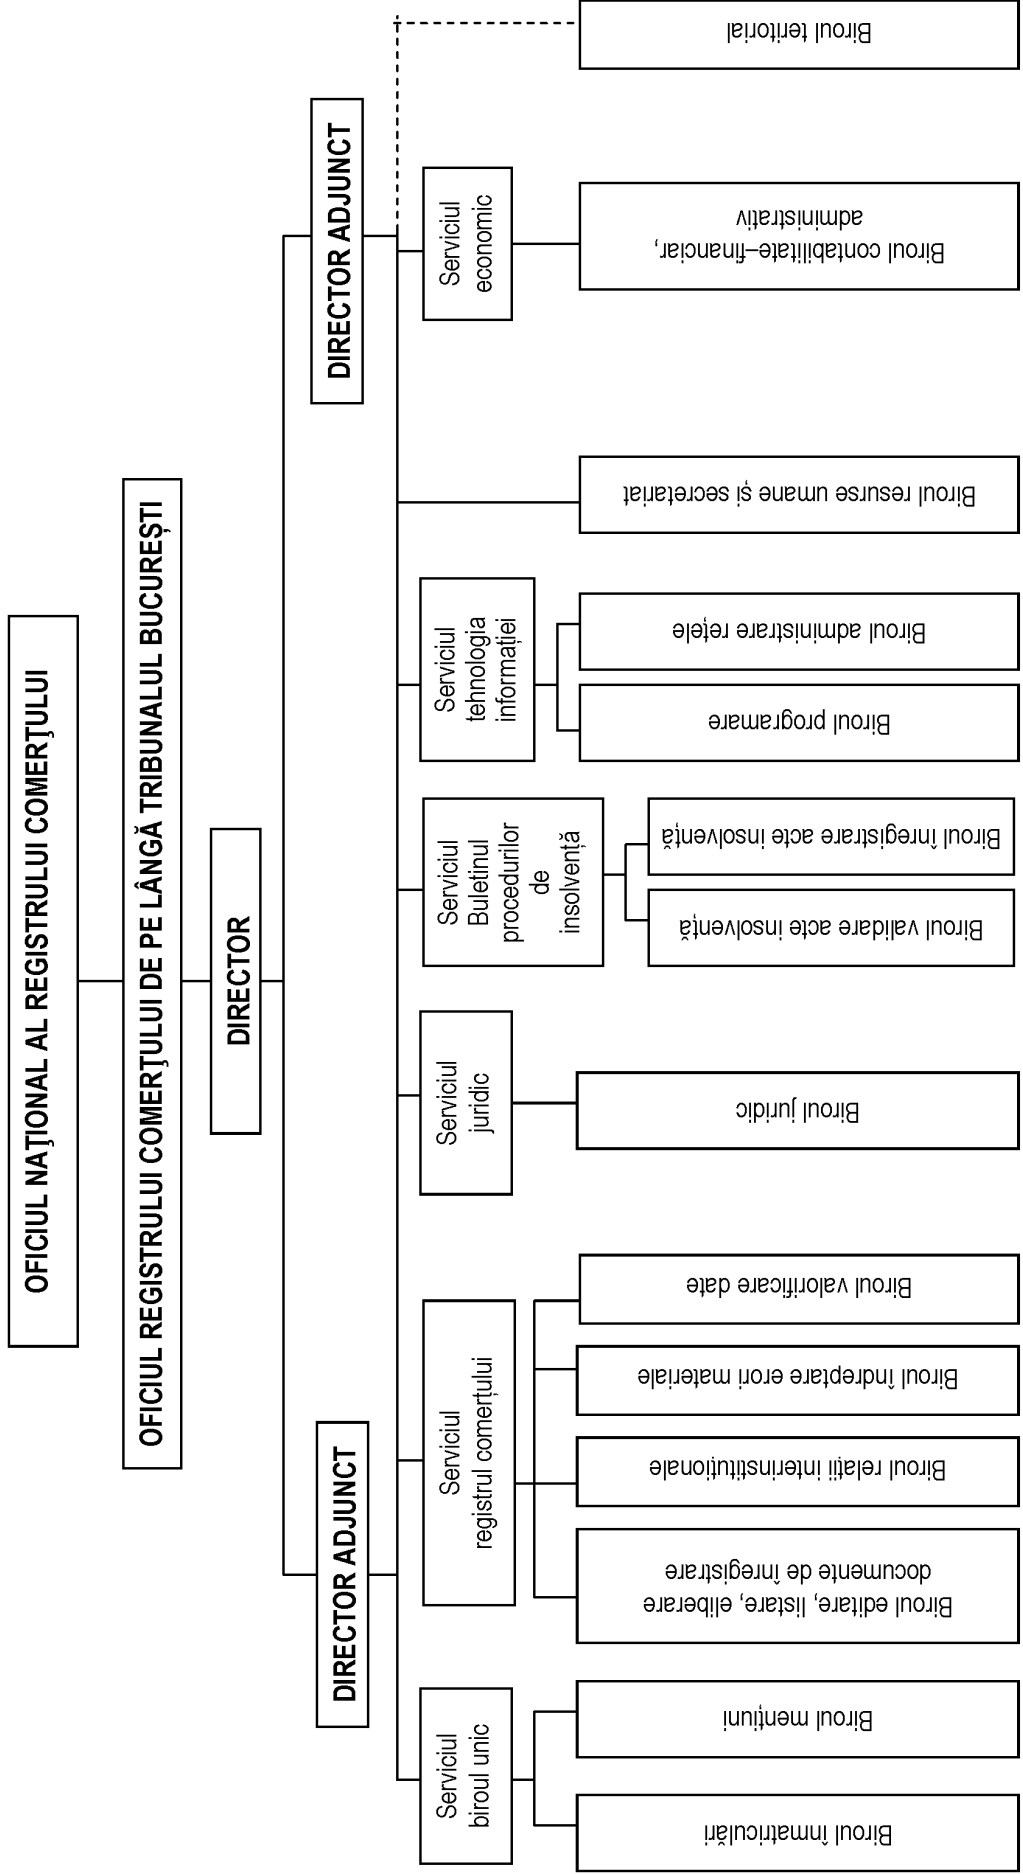 OFICIUL NAŢIONAL AL REGISTRULUI COMERŢULUI
OFICIUL REGISTRULUI COMERŢULUI DE PE LÂNGĂ TRIBUNALUL BUCUREŞTI
DIRECTOR
DIRECTOR ADJUNCT
DIRECTOR ADJUNCT
Serviciul
biroul unic
Serviciul
registrul comerţului
Serviciul
juridic
Serviciul
Buletinul
procedurilor
de
insolvenţă
Serviciul
tehnologia
informaţiei
Serviciul
economic
Biroul înmatriculări
Biroul menţiuni
Biroul editare, listare, eliberare
documente de înregistrare
Biroul relaţii interinstituţionale
Biroul îndreptare erori materiale
Biroul valorificare date
Biroul juridic
Biroul validare acte insolvenţă
Biroul înregistrare acte insolvenţă
Biroul programare
Biroul administrare reţele
Biroul resurse umane şi secretariat
Biroul contabilitate–financiar,
administrativ
Biroul teritorial